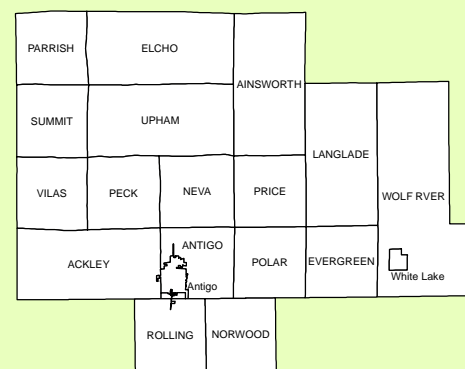 PARRISH
ELCHO
AINSWORTH
SUMMIT
UPHAM
LANGLADE
VILAS
PECK
NEVA
PRICE
WOLF RVER
ACKLEY
ANTIGO
POLAR
EVERGREEN
White Lake
Antigo
ROLLING
NORWOOD